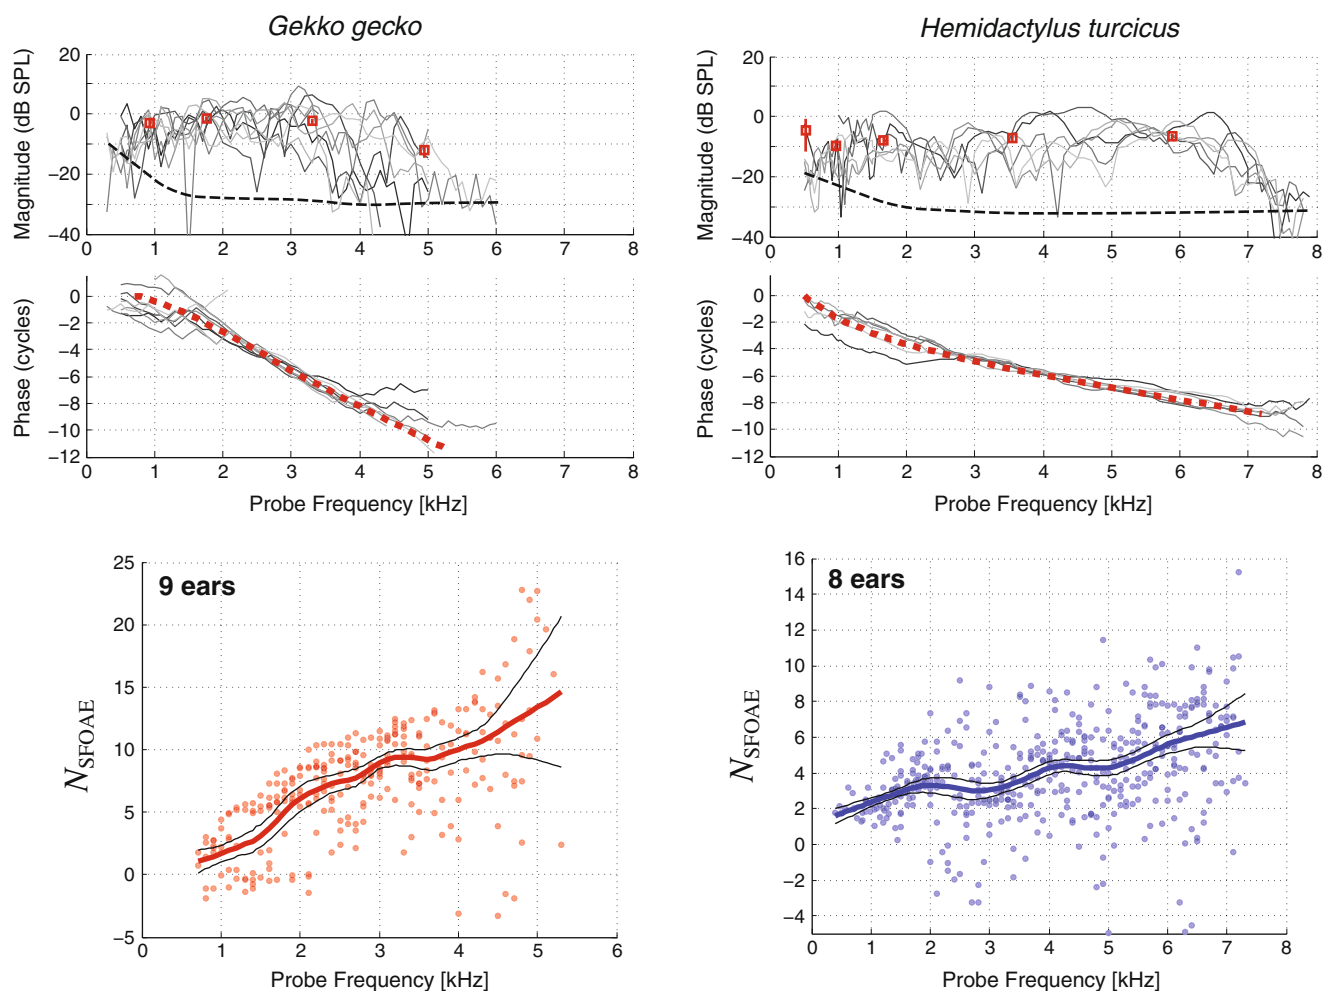 Gekko gecko
Hemidactylus turcicus
Magnitude (dB SPL)
20
0
−20
−40
0 1 2 3 4 5 6 7 8
Magnitude (dB SPL)
20
0
−20
−40
0 1 2 3 4 5 6 7 8
Phase (cycles)
0
−2
−4
−6
−8
−10
−12
0 1 2 3 4 5 6 7 8
Probe Frequency [kHz]
Phase (cycles)
0
−2
−4
−6
−8
−10
−12
0 1 2 3 4 5 6 7 8
Probe Frequency [kHz]
9 ears
N SFOAE
25
20
15
10
5
0
−5
0 1 2 3 4 5 6
Probe Frequency [kHz]
8 ears
N SFOAE
16
14
12
10
8
6
4
2
0
−2
−4
0 1 2 3 4 5 6 7 8
Probe Frequency [kHz]